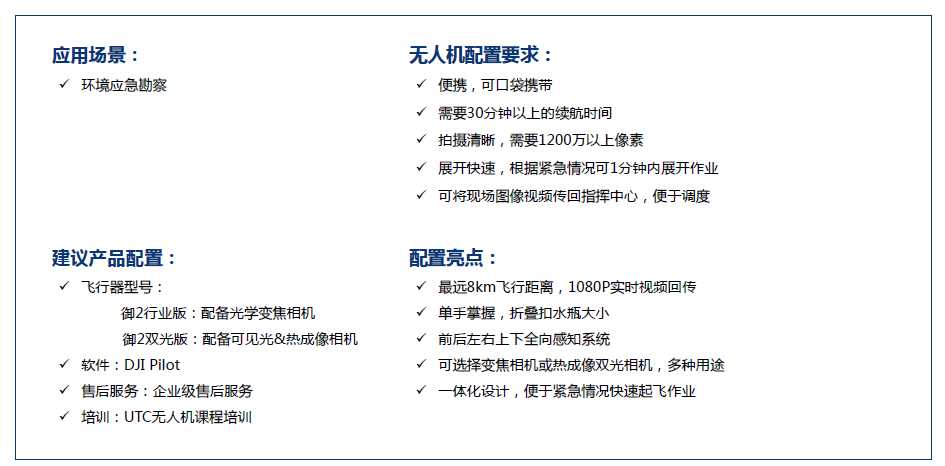 应用场景：
环境应急勘察
无人机配置要求：
便携，可口袋携带
需要30分钟以上的续航时间
拍摄清晰，需要1200万以上像素
展开快速，根据紧急情况可1分钟内展开作业
可将现场图像视频传回指挥中心，便于调度
建议产品配置：
飞行器型号：
御2行业版：配备光学变焦相机
御2双光版：配备可见光&热成像相机
软件：DJI Pilot
售后服务：企业级售后服务
培训：UTC无人机课程培训
配置亮点：
最远8km飞行距离，1080P实时视频回传
单手掌握，折叠扣水瓶大小
前后左右上下全向感知系统
可选择变焦相机或热成像双光相机，多种用途
一体化设计，便于紧急情况快速起飞作业